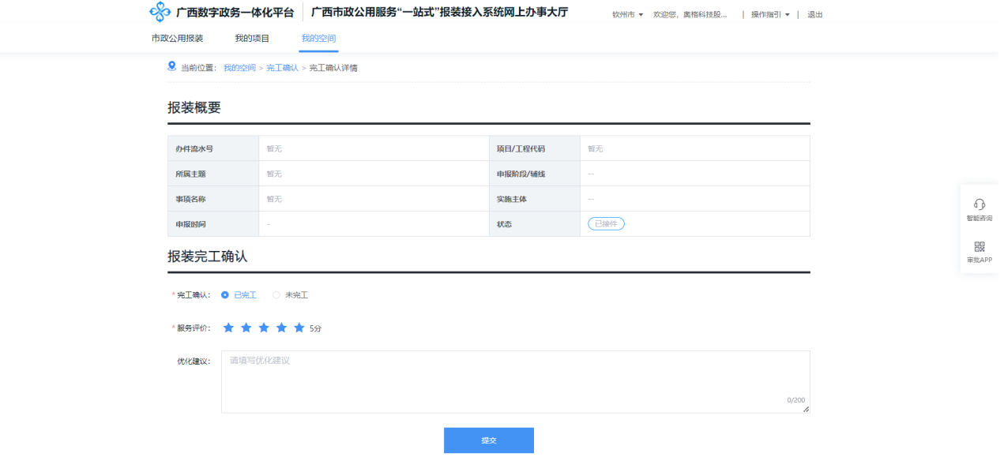 广西数字政务一体化平台 广西市政公用服务“一站式”报装接入系统网上办事大厅 钦州市 欢迎您，奥格科技股... | 操作指引 | 退出
市政公用报装 我的项目 我的空间
当前位置： 我的空间 > 完工确认 > 完工确认详情
报装概要
办件流水号 暂无 项目/工程代码 暂无
所属主题 暂无 申报阶段/辅线 --
事项名称 暂无 实施主体 --
申报时间 - 状态 已接件
智能咨询
审批APP
报装完工确认
*完工确认： 已完工 未完工
*服务评价： 5分
优化建议： 请填写优化建议
0/200
提交